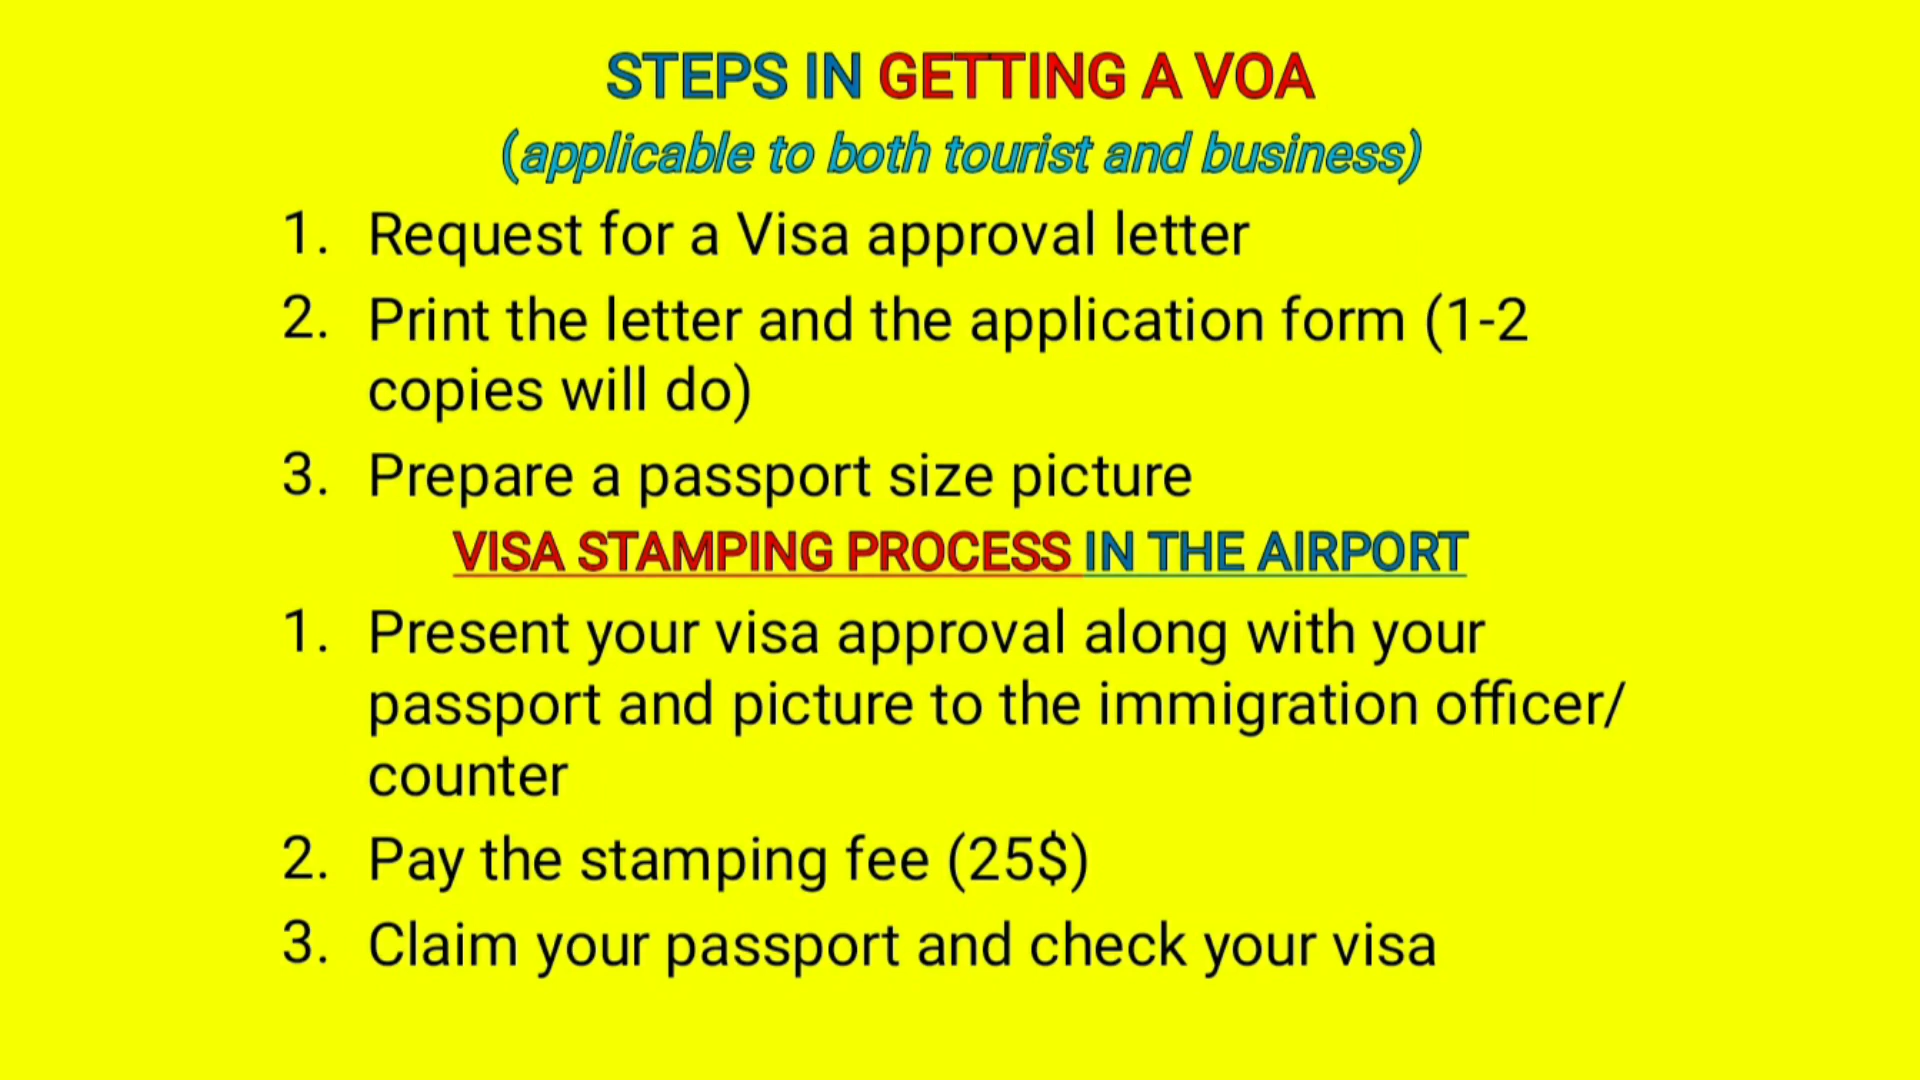 STEPS IN GETTING A VOA
(applicable to both tourist and business)
1. Request for a Visa approval letter
2. Print the letter and the application form (1-2
copies will do)
3. Prepare a passport size picture
VISA STAMPING PROCESS IN THE AIRPORT
1. Present your visa approval along with your
passport and picture to the immigration officer/
counter
2. Pay the stamping fee (25$)
3. Claim your passport and check your visa